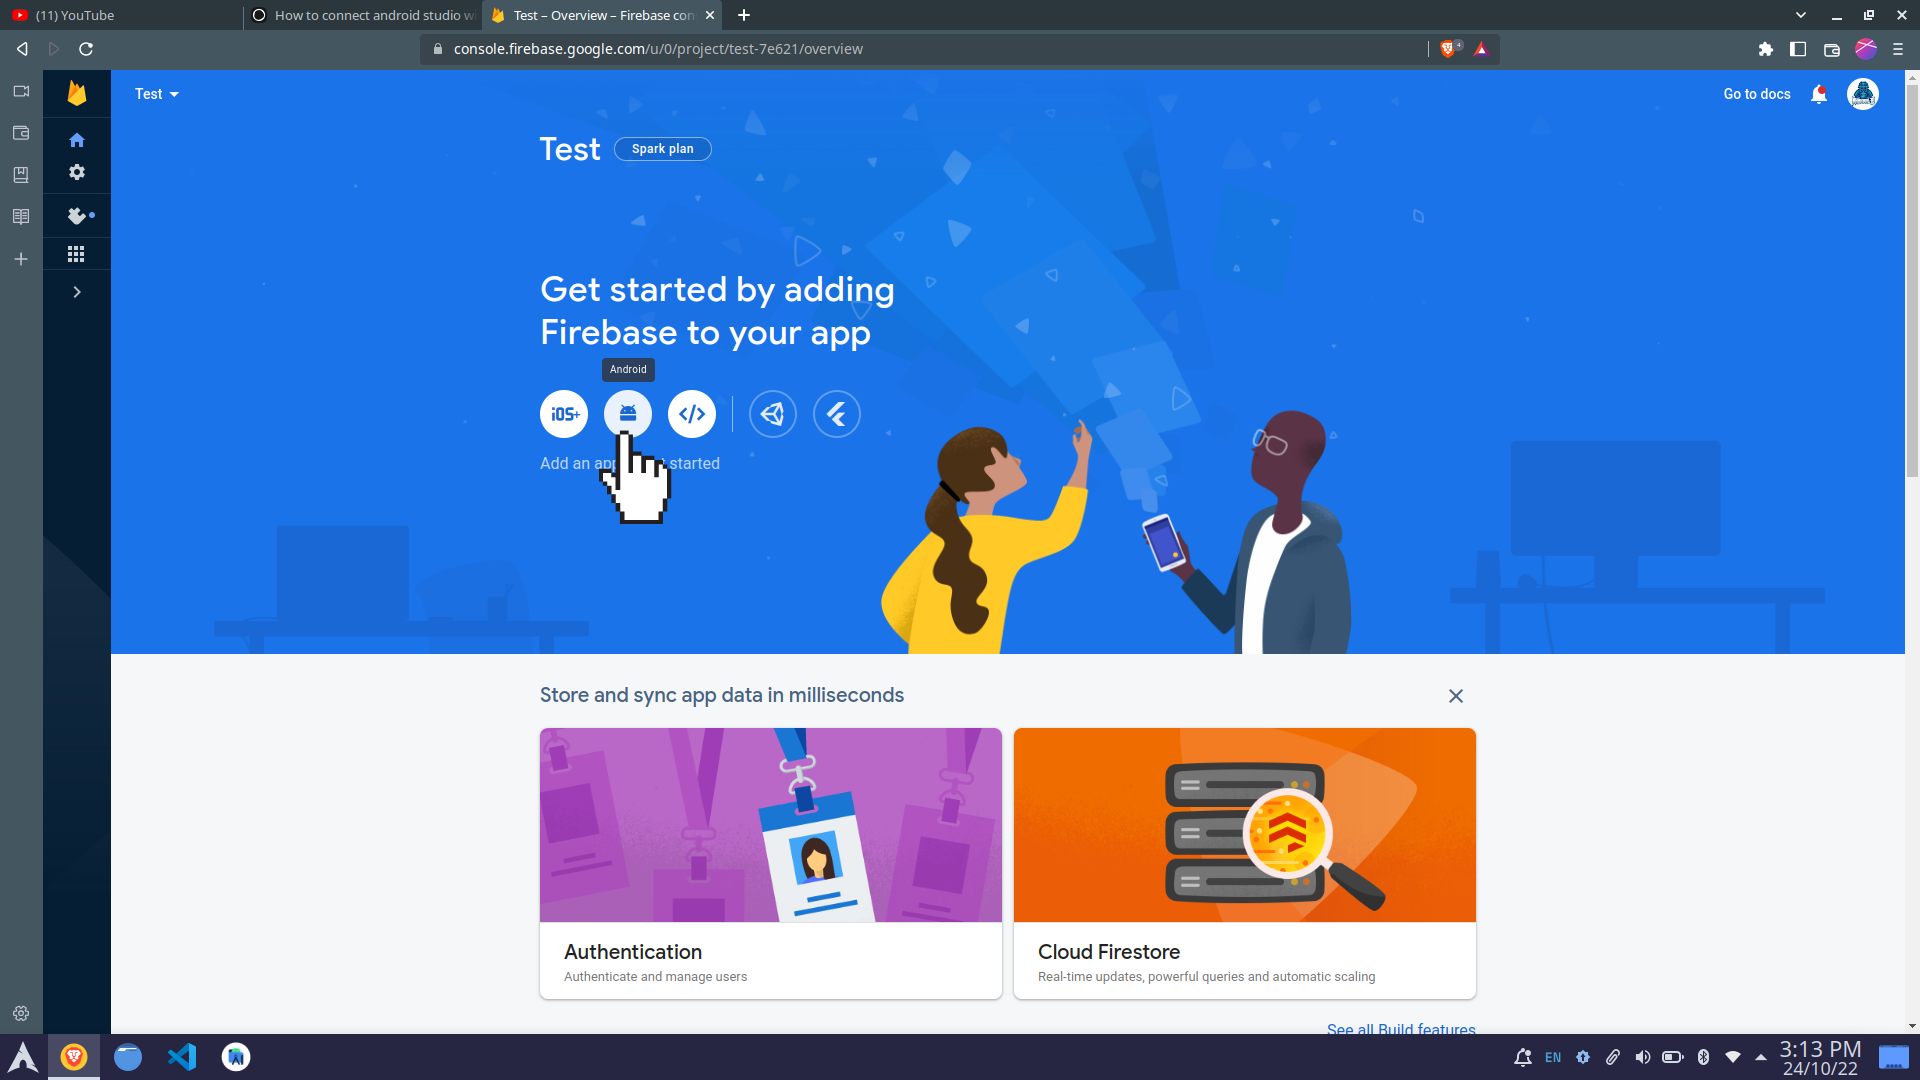 (11) YouTube
How to connect android studio w
Test – Overview – Firebase con
console.firebase.google.com/u/0/project/test-7e621/overview
4
Test
Go to docs
Test
Spark plan
Get started by adding
Firebase to your app
Android
iOS+
</>
Add an app started
Store and sync app data in milliseconds
Authentication
Authenticate and manage users
Cloud Firestore
Real-time updates, powerful queries and automatic scaling
See all Build features
EN
3:13 PM
24/10/22